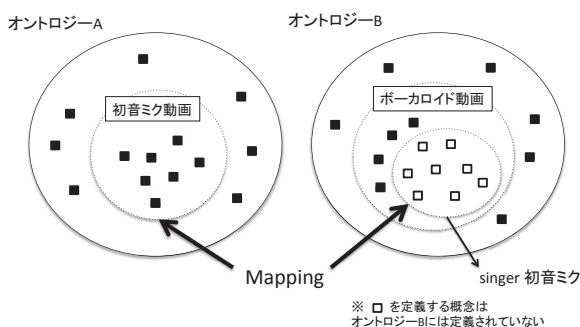 オントロジーA
オントロジーB
初音ミク動画
ボーカロイド動画
Mapping
singer 初音ミク
※ □ を定義する概念は
オントロジーBには定義されていない